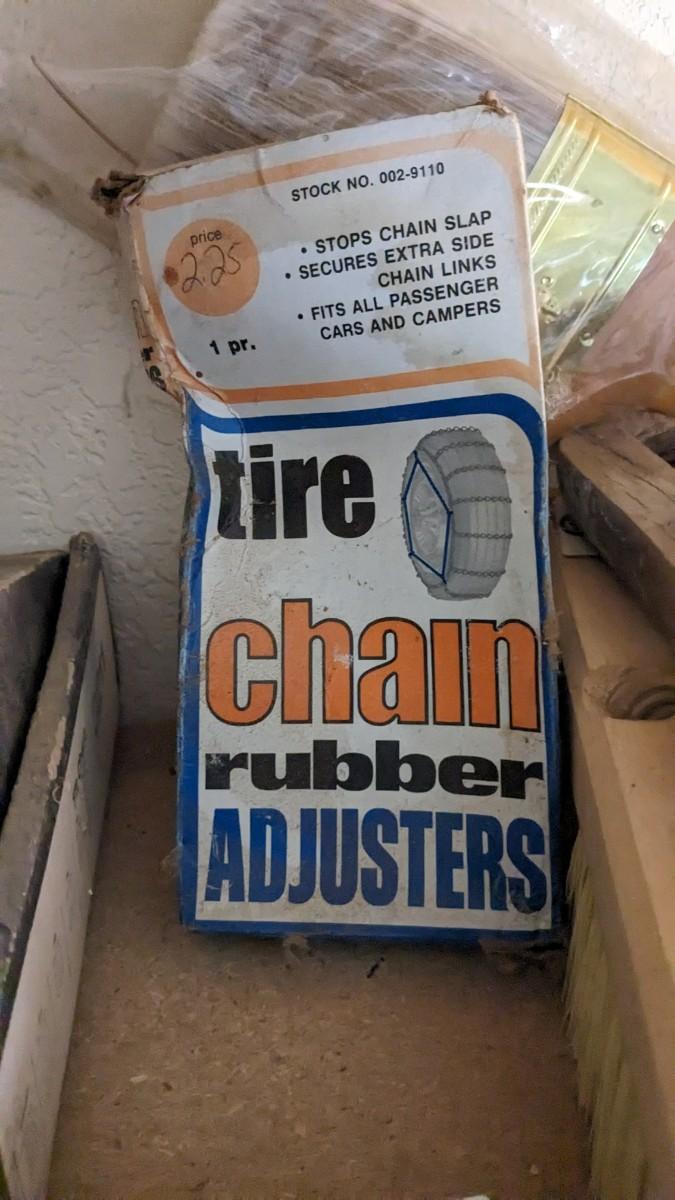 STOCK NO. 002-9110
price
2.25
• STOPS CHAIN SLAP
• SECURES EXTRA SIDE
CHAIN LINKS
• FITS ALL PASSENGER
CARS AND CAMPERS
1 pr.
tire
chain
rubber
ADJUSTERS